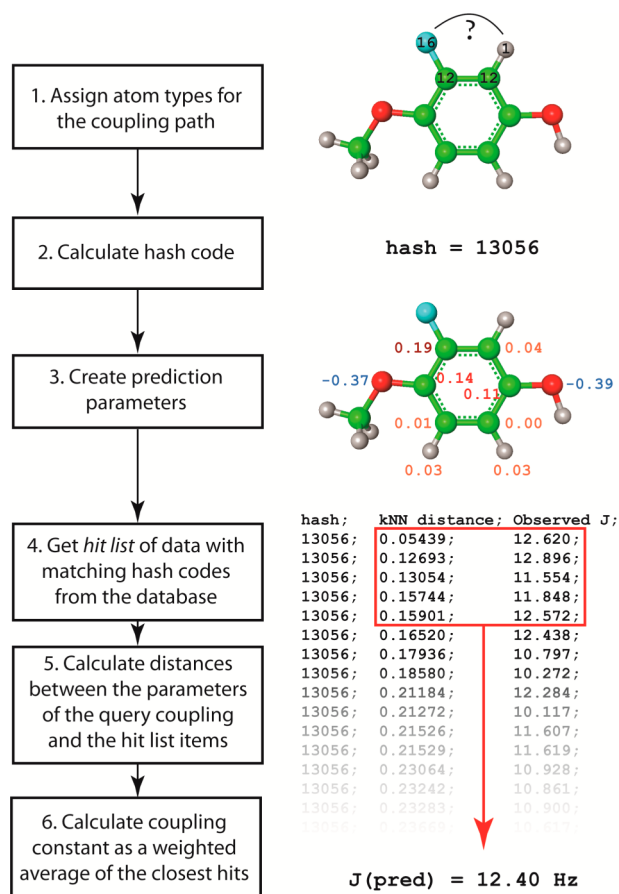 ?
16
1
12
12
1. Assign atom types for
the coupling path
2. Calculate hash code
hash = 13056
3. Create prediction
parameters
0.19
0.04
-0.37
0.14
0.11
-0.39
0.01
0.00
0.03
0.03
4. Get hit list of data with
matching hash codes
from the database
hash; kNN distance; Observed J;
13056; 0.05439; 12.620;
13056; 0.12693; 12.896;
13056; 0.13054; 11.554;
13056; 0.15744; 11.848;
13056; 0.15901; 12.572;
13056; 0.16520; 12.438;
13056; 0.17936; 10.797;
13056; 0.18580; 10.272;
13056; 0.21184; 12.284;
13056; 0.21272; 10.117;
13056; 0.21526; 11.607;
13056; 0.21529; 11.619;
13056; 0.23064; 10.928;
13056; 0.23242; 10.861;
13056; 0.23283; 10.900;
13056; 0.23669; 10.617;
5. Calculate distances
between the parameters
of the query coupling
and the hit list items
6. Calculate coupling
constant as a weighted
average of the closest hits
J(pred) = 12.40 Hz